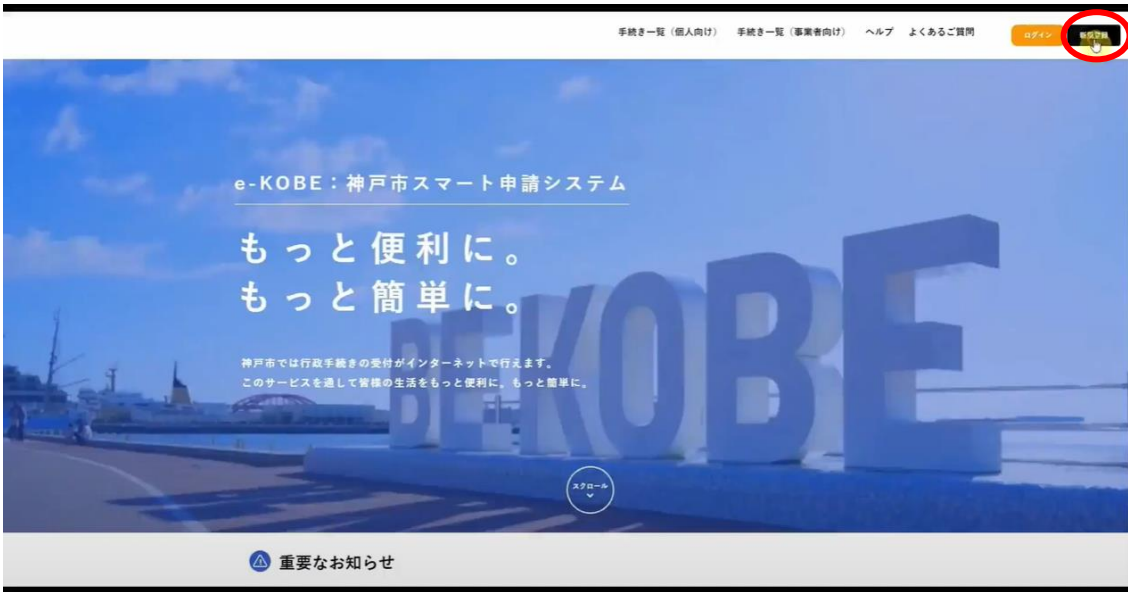 手続き一覧（個人向け） 手続き一覧（事業者向け） ヘルプ よくあるご質問 ログイン 新規登録
e-KOBE：神戸市スマート申請システム
もっと便利に。
もっと簡単に。
神戸市では行政手続きの受付がインターネットで行えます。
このサービスを通して皆様の生活をもっと便利に。もっと簡単に。
BE KOBE
スクロール
重要なお知らせ